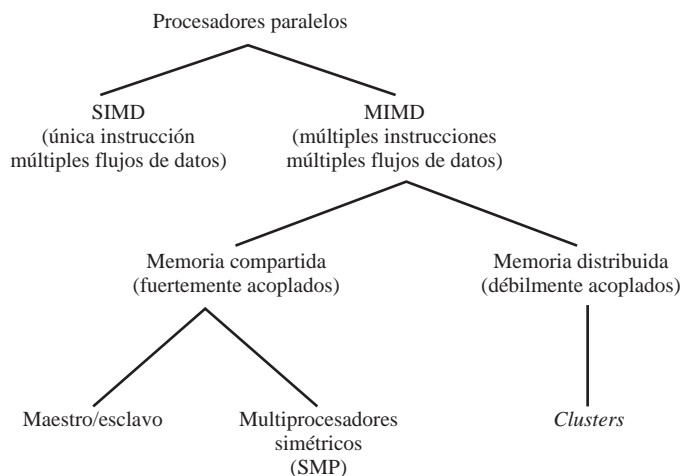 Procesadores paralelos
SIMD
(única instrucción
múltiples flujos de datos)
MIMD
(múltiples instrucciones
múltiples flujos de datos)
Memoria compartida
(fuertemente acoplados)
Memoria distribuida
(débilmente acoplados)
Maestro/esclavo
Multiprocesadores
simétricos
(SMP)
Clusters